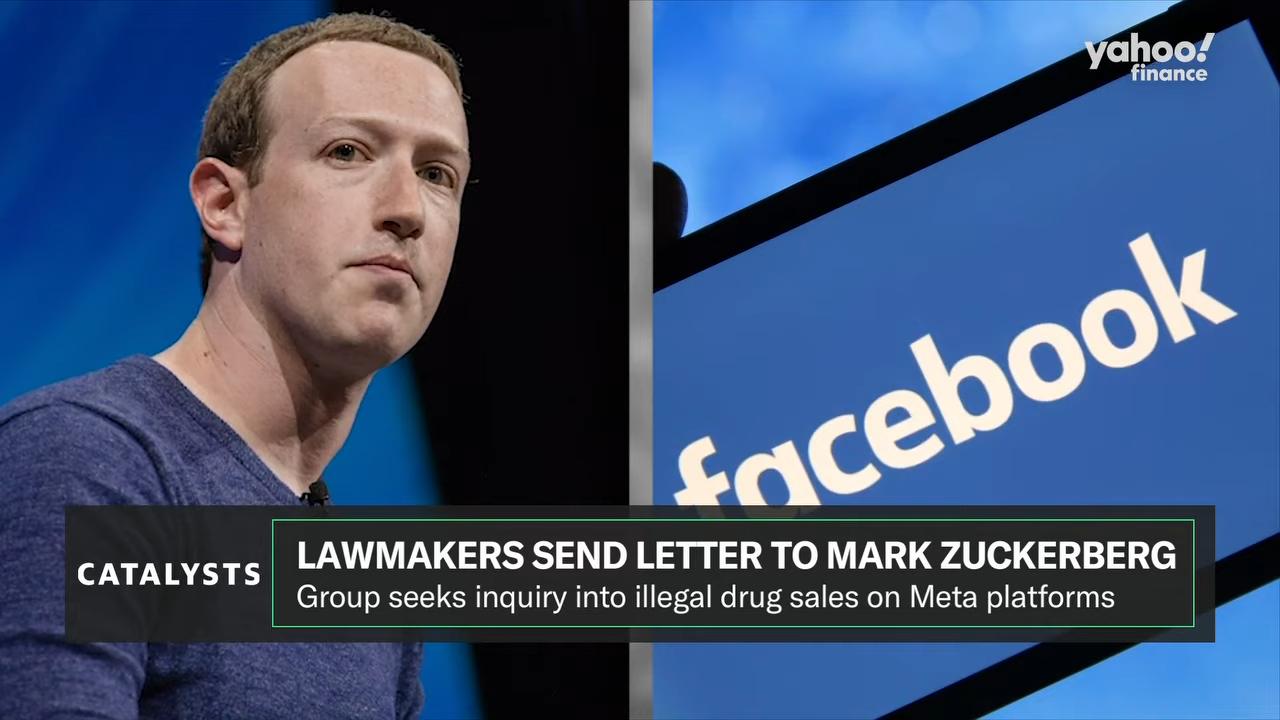 yahoo!
finance
facebook
CATALYSTS
LAWMAKERS SEND LETTER TO MARK ZUCKERBERG
Group seeks inquiry into illegal drug sales on Meta platforms